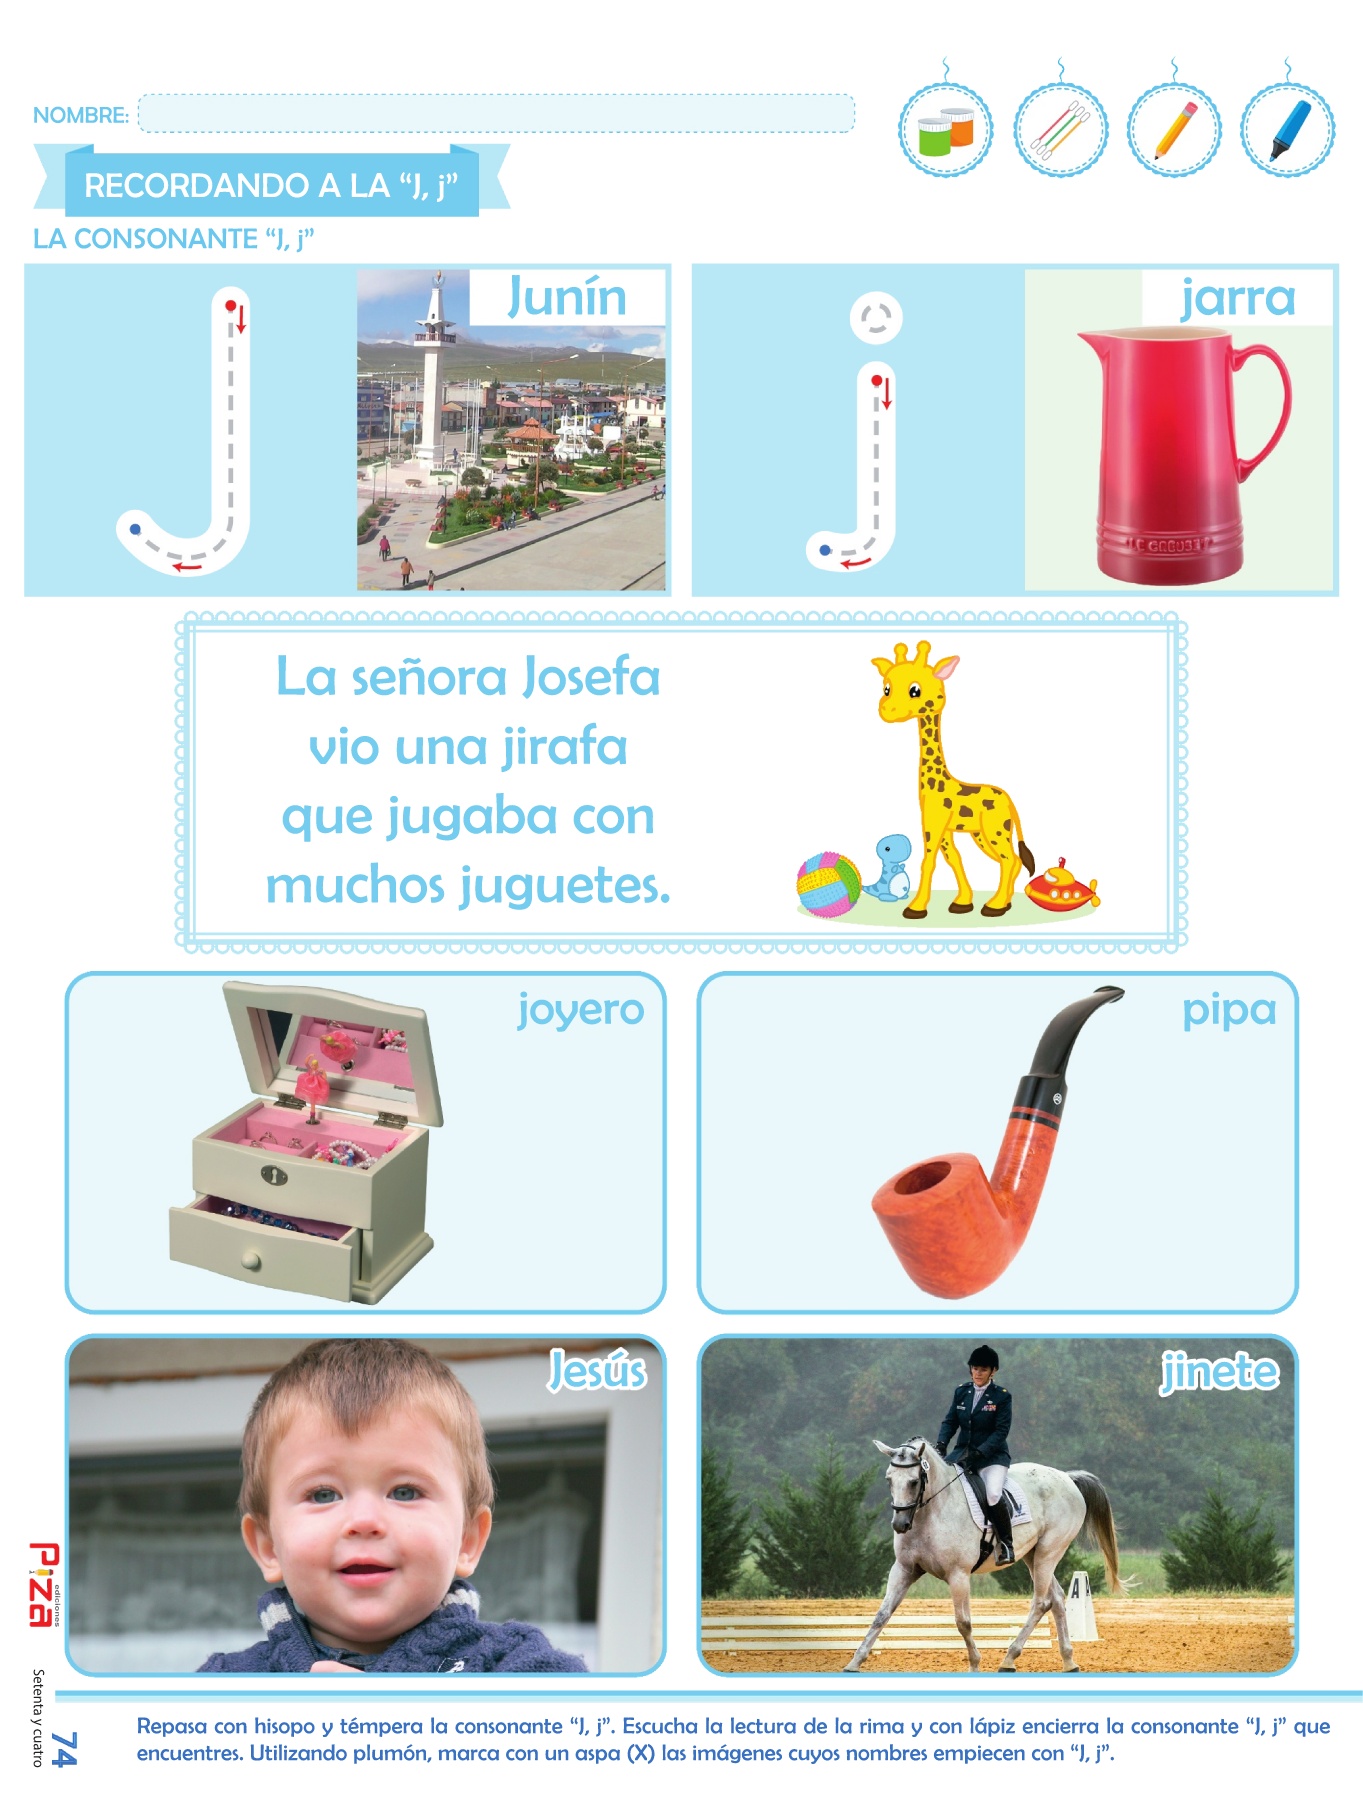 NOMBRE:
RECORDANDO A LA “J, j”
LA CONSONANTE “J, j”
J
Junín
j
jarra
LE CREUSET
La señora Josefa
vio una jirafa
que jugaba con
muchos juguetes.
joyero
pipa
Jesús
jinete
A
PIZA
ediciones
Setenta y cuatro
74
Repasa con hisopo y témpera la consonante “J, j”. Escucha la lectura de la rima y con lápiz encierra la consonante “J, j” que
encuentres. Utilizando plumón, marca con un aspa (X) las imágenes cuyos nombres empiecen con “J, j”.